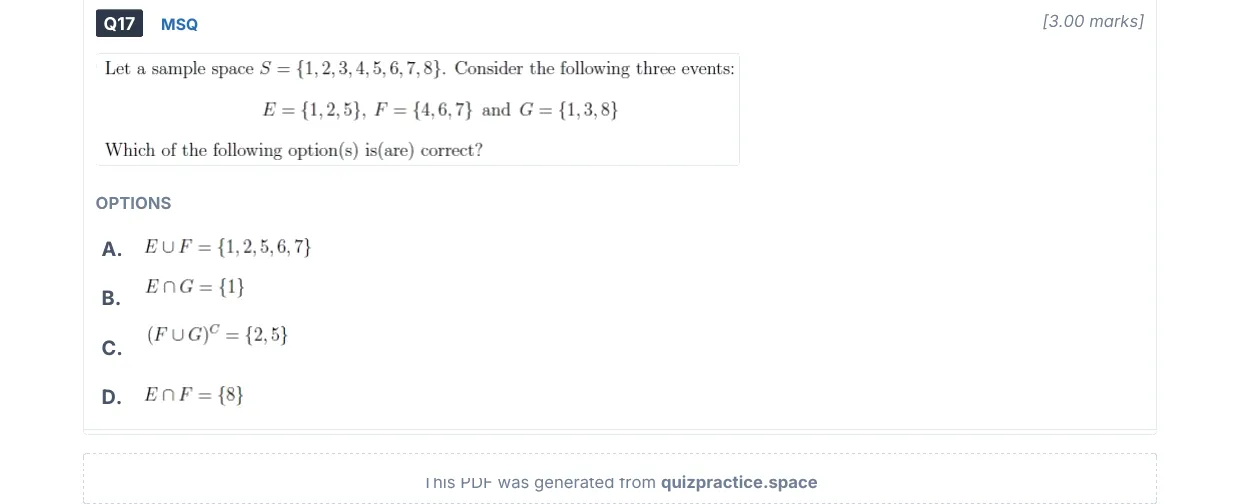 Q17 MSQ [3.00 marks]
Let a sample space S = {1, 2, 3, 4, 5, 6, 7, 8}. Consider the following three events:
E = {1, 2, 5}, F = {4, 6, 7} and G = {1, 3, 8}
Which of the following option(s) is(are) correct?
OPTIONS
A. E ∪ F = {1, 2, 5, 6, 7}
B. E ∩ G = {1}
C. (F ∪ G)^C = {2, 5}
D. E ∩ F = {8}
This PDF was generated from quizpractice.space